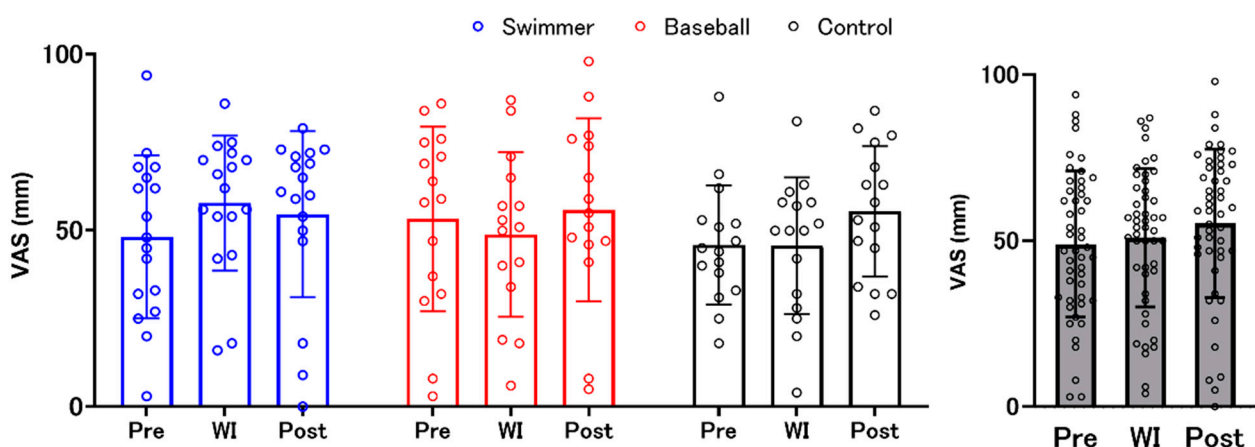 Swimmer Baseball Control
VAS (mm)
100
50
0
Pre WI Post Pre WI Post Pre WI Post
VAS (mm)
100
50
0
Pre WI Post